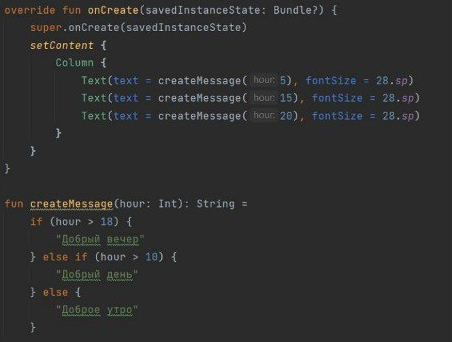 override fun onCreate(savedInstanceState: Bundle?) {
    super.onCreate(savedInstanceState)
    setContent {
        Column {
            Text(text = createMessage( hour: 5), fontSize = 28.sp)
            Text(text = createMessage( hour: 15), fontSize = 28.sp)
            Text(text = createMessage( hour: 20), fontSize = 28.sp)
        }
    }
}
fun createMessage(hour: Int): String =
    if (hour > 18) {
        "Добрый вечер"
    } else if (hour > 10) {
        "Добрый день"
    } else {
        "Доброе утро"
    }